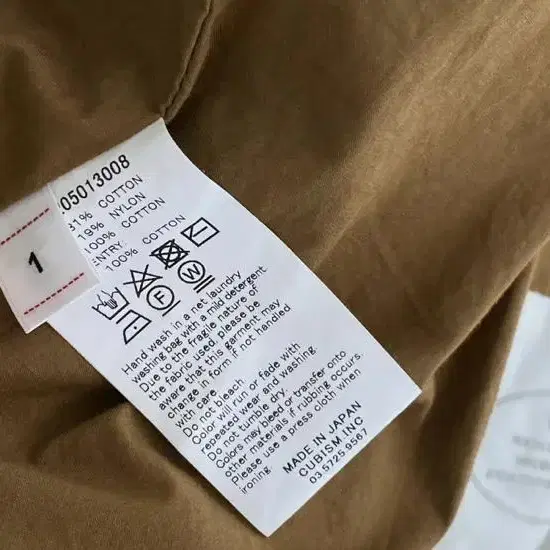 05013008
81% COTTON
19% NYLON
100% COTTON
ENTRY:
100% COTTON
1
F
W
Hand wash in a net laundry
washing bag with a mild detergent
Due to the fragile nature of
the fabric used, please be
aware that this garment may
change in form if not handled
with care.
Do not bleach
Color will run or fade with
repeated wear and washing.
Do not tumble dry.
Colors may bleed or transfer onto
other materials if rubbing occurs.
Please use a press cloth when
ironing.
MADE IN JAPAN
CUBISM INC
03.5725.9567